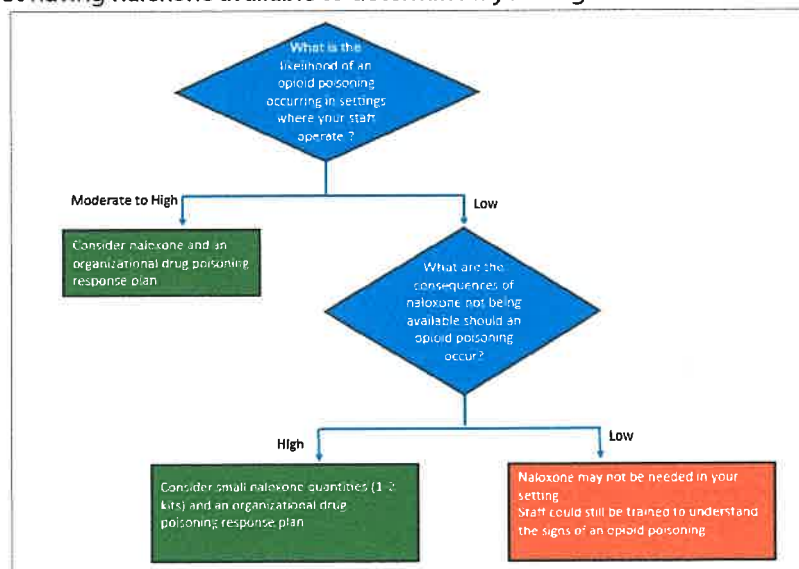 What is the
likelihood of an
opioid poisoning
occurring in settings
where your staff
operate ?
Moderate to High
Low
Consider naloxone and an
organizational drug poisoning
response plan
What are the
consequences of
naloxone not being
available should an
opioid poisoning
occur?
High
Low
Consider small naloxone quantities (1-2
kits) and an organizational drug
poisoning response plan
Naloxone may not be needed in your
setting
Staff could still be trained to understand
the signs of an opioid poisoning